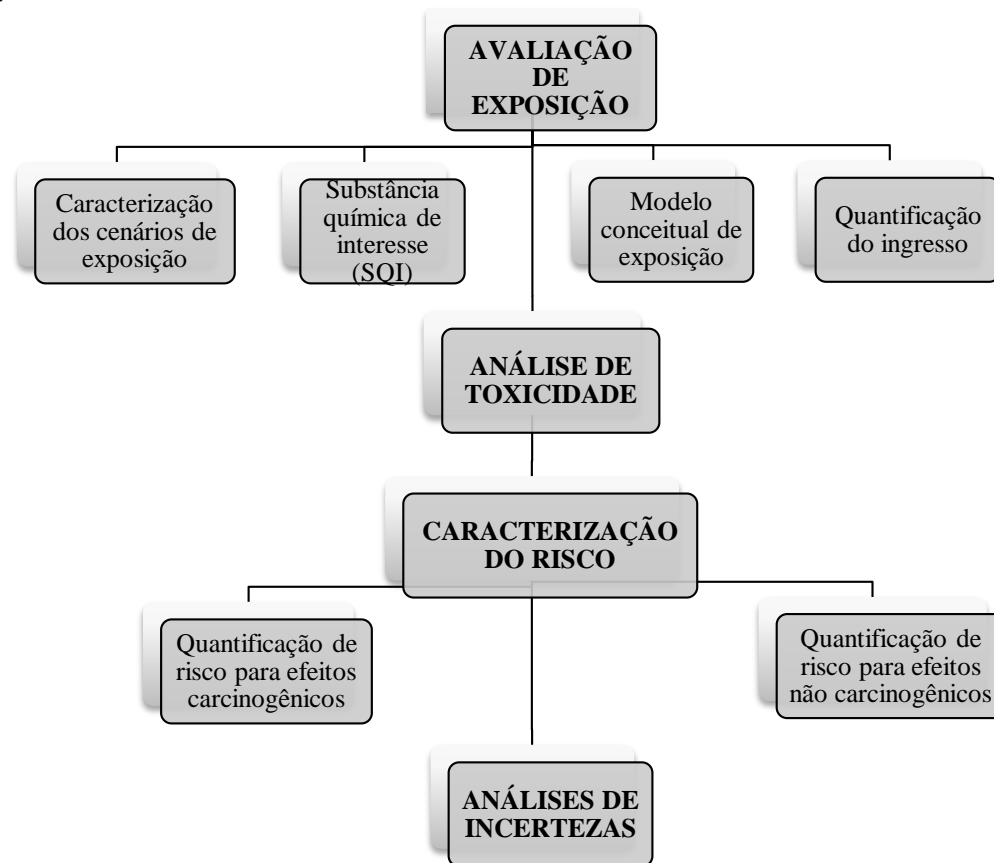 AVALIAÇÃO
DE
EXPOSIÇÃO
Caracterização
dos cenários de
exposição
Substância
química de
interesse
(SQI)
Modelo
conceitual de
exposição
Quantificação
do ingresso
ANÁLISE DE
TOXICIDADE
CARACTERIZAÇÃO
DO RISCO
Quantificação de
risco para efeitos
carcinogênicos
Quantificação de
risco para efeitos
não carcinogênicos
ANÁLISES DE
INCERTEZAS